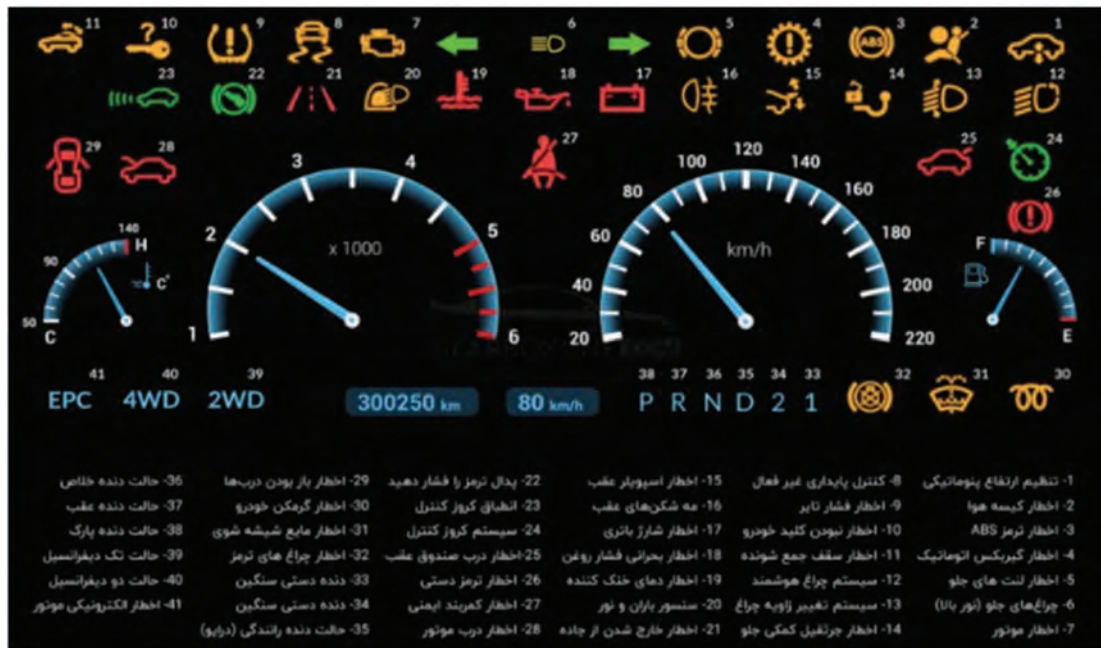 11 10 9 8 7 6 5 4 3 2 1
ABS
23 22 21 20 19 18 17 16 15 14 13 12
29 28 27 25 24
26
140 H
90
50 C
C°
1 2 3 4 5 6
x 1000
20 40 60 80 100 120 140 160 180 200 220
km/h
F
E
41 40 39 38 37 36 35 34 33 32 31 30
EPC 4WD 2WD 300250 km 80 km/h P R N D 2 1
1- تنظیم ارتفاع پنوماتیکی
2- اخطار کیسه هوا
3- اخطار ترمز ABS
4- اخطار گیربکس اتوماتیک
5- اخطار لنت های جلو
6- چراغ‌های جلو (نور بالا)
7- اخطار موتور
8- کنترل پایداری غیر فعال
9- اخطار فشار تایر
10- اخطار نبودن کلید خودرو
11- اخطار سقف جمع شونده
12- سیستم چراغ هوشمند
13- سیستم تغییر زاویه چراغ
14- اخطار جرثقیل کمکی جلو
15- اخطار اسپویلر عقب
16- مه شکن‌های عقب
17- اخطار شارژ باتری
18- اخطار بحرانی فشار روغن
19- اخطار دمای خنک کننده
20- سنسور باران و نور
21- اخطار خارج شدن از جاده
22- پدال ترمز را فشار دهید
23- انطباق کروز کنترل
24- سیستم کروز کنترل
25- اخطار درب صندوق عقب
26- اخطار ترمز دستی
27- اخطار کمربند ایمنی
28- اخطار درب موتور
29- اخطار باز بودن درب‌ها
30- اخطار گرمکن خودرو
31- اخطار مایع شیشه شوی
32- اخطار چراغ های ترمز
33- دنده دستی سنگین
34- دنده دستی سنگین
35- حالت دنده رانندگی (درایو)
36- حالت دنده خلاص
37- حالت دنده عقب
38- حالت دنده پارک
39- حالت تک دیفرانسیل
40- حالت دو دیفرانسیل
41- اخطار الکترونیکی موتور